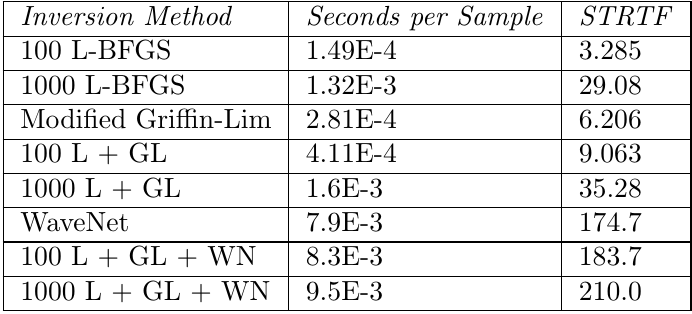 Inversion Method Seconds per Sample STRTF
100 L-BFGS 1.49E-4 3.285
1000 L-BFGS 1.32E-3 29.08
Modified Griffin-Lim 2.81E-4 6.206
100 L + GL 4.11E-4 9.063
1000 L + GL 1.6E-3 35.28
WaveNet 7.9E-3 174.7
100 L + GL + WN 8.3E-3 183.7
1000 L + GL + WN 9.5E-3 210.0